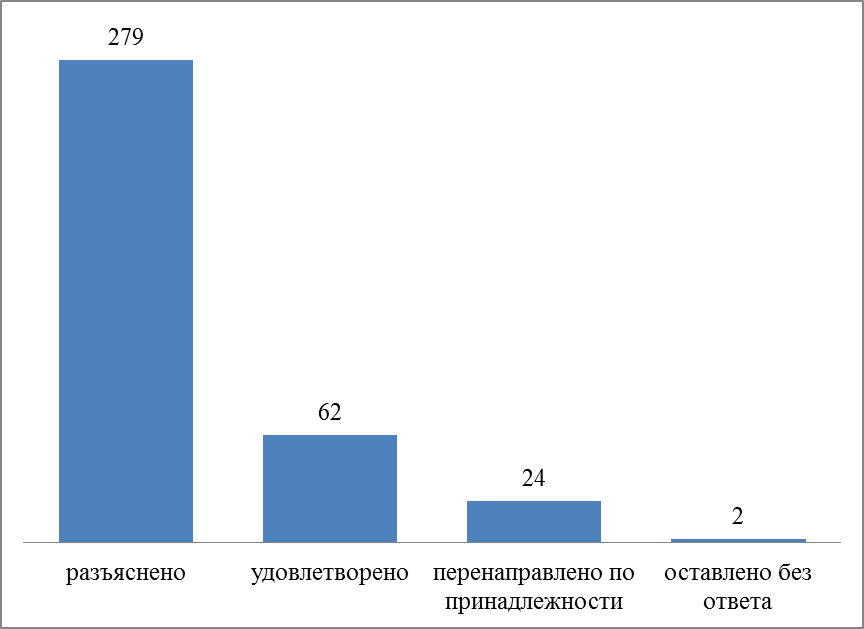 279
62
24
2
разъяснено
удовлетворено
перенаправлено по
принадлежности
оставлено без
ответа